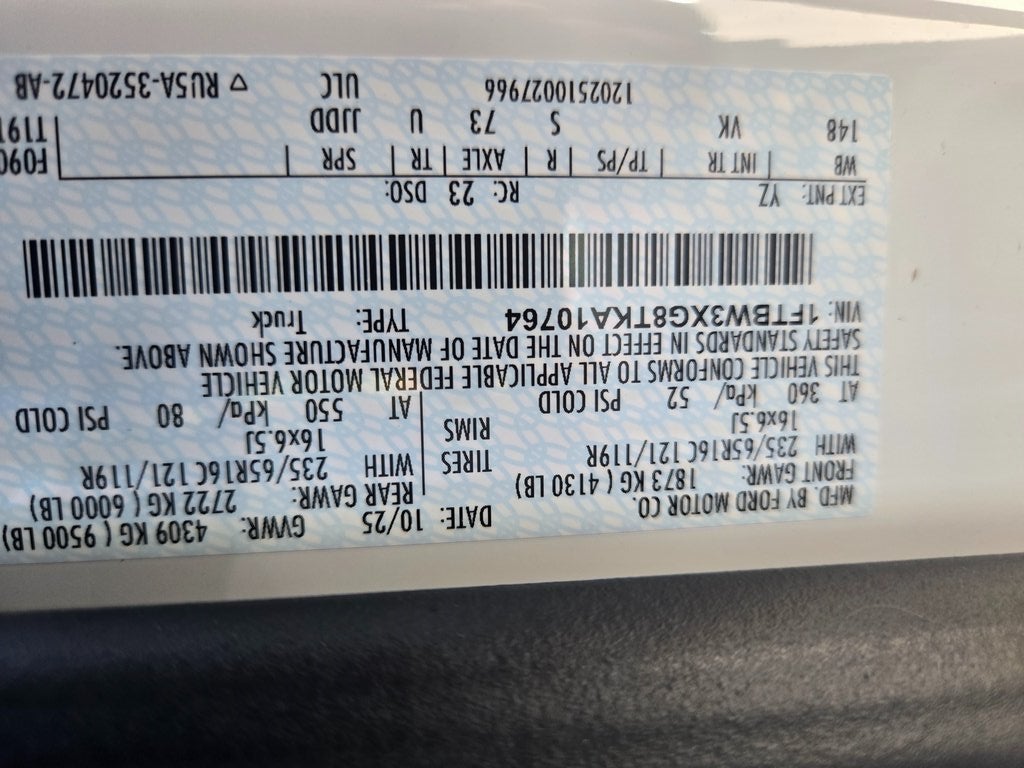 MFD. BY FORD MOTOR CO. DATE: 10/25 GVWR: 4309 KG ( 9500 LB)
FRONT GAWR: 1873 KG ( 4130 LB) REAR GAWR: 2722 KG ( 6000 LB)
WITH 235/65R16C 121/119R TIRES WITH 235/65R16C 121/119R
16x6.5J RIMS 16x6.5J
AT 360 kPa/ 52 PSI COLD AT 550 kPa/ 80 PSI COLD
THIS VEHICLE CONFORMS TO ALL APPLICABLE FEDERAL MOTOR VEHICLE
SAFETY STANDARDS IN EFFECT ON THE DATE OF MANUFACTURE SHOWN ABOVE.
VIN: 1FTBW3XG8TKA10764 TYPE: Truck
EXT PNT: YZ RC: 23 DSO:
WB | INT TR | TP/PS | R | AXLE | TR | SPR | F090
148 VK S 73 U JJDD T191
1202510027966 ULC ▽ RU5A-3520472-AB